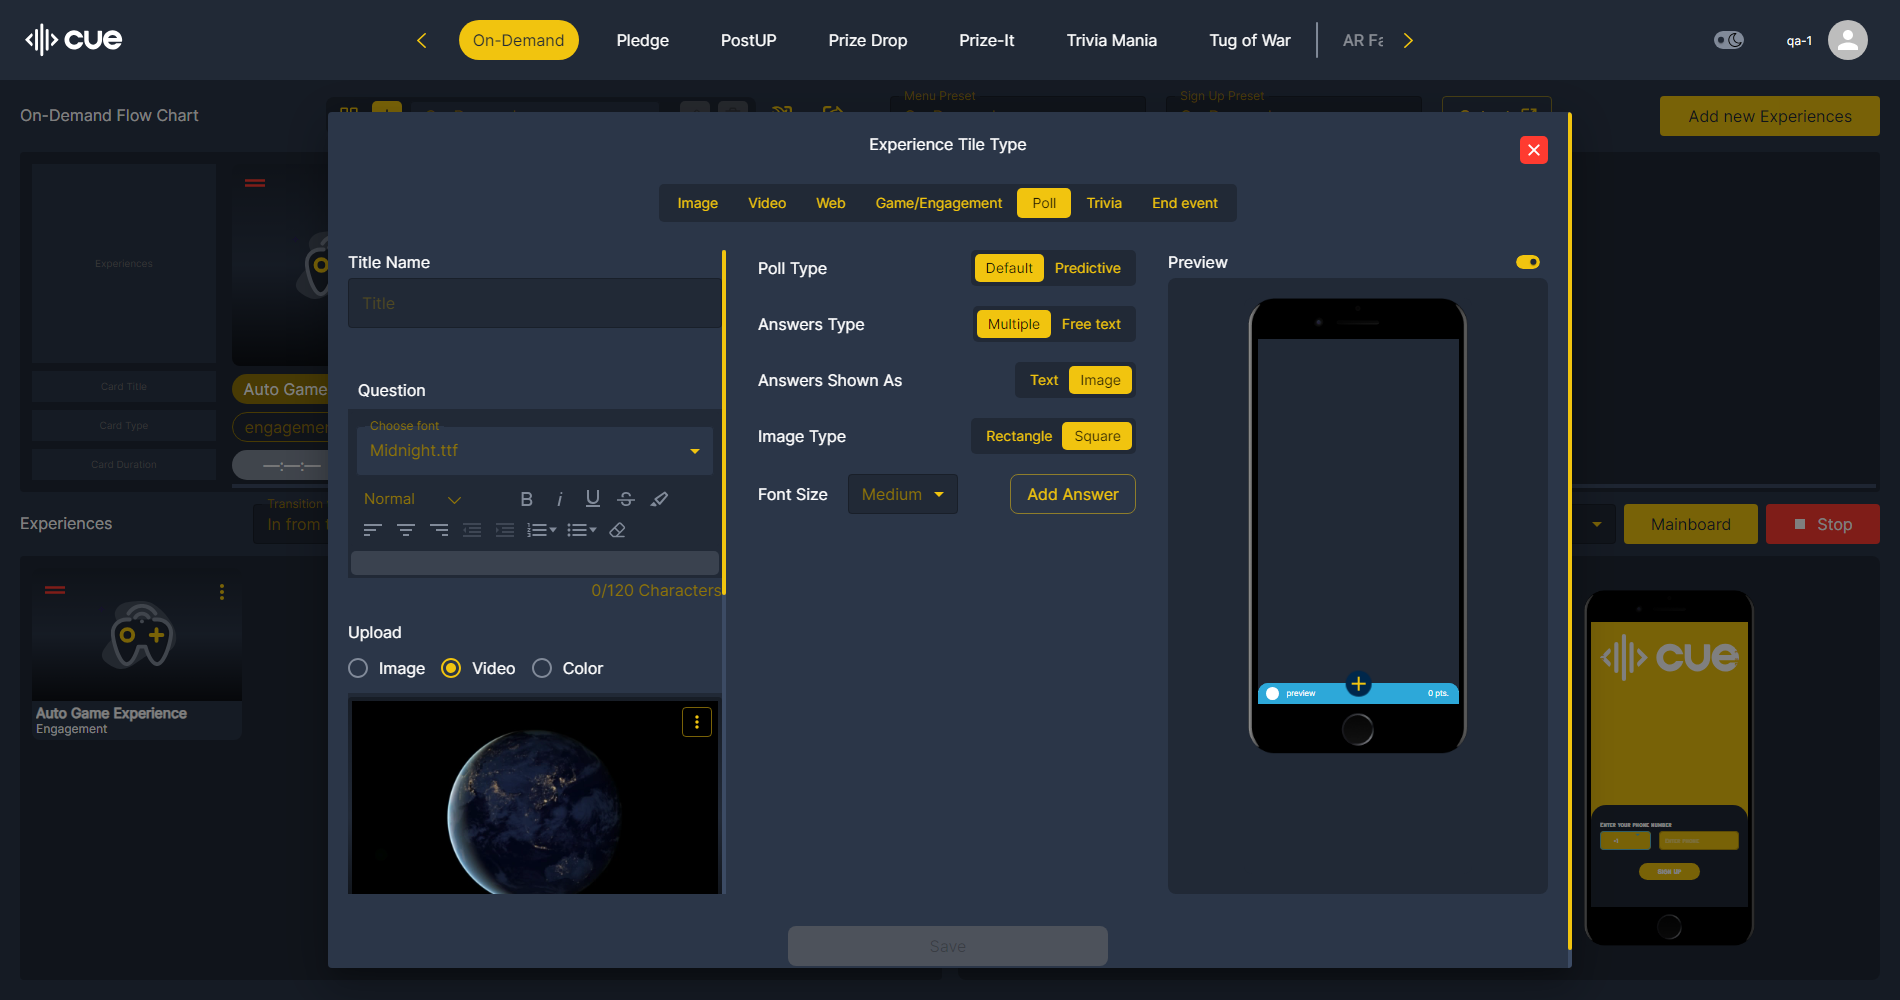 cue
On-Demand
Pledge
PostUP
Prize Drop
Prize-It
Trivia Mania
Tug of War
AR Fa
qa-1
On-Demand Flow Chart
Menu Preset
Sign Up Preset
Add new Experiences
Experience Tile Type
Image
Video
Web
Game/Engagement
Poll
Trivia
End event
Experiences
Card Title
Card Type
Card Duration
Auto Game
engagemen
Title Name
Title
Question
Choose font
Midnight.ttf
Normal
0/120 Characters
Upload
Image
Video
Color
Poll Type
Default
Predictive
Answers Type
Multiple
Free text
Answers Shown As
Text
Image
Image Type
Rectangle
Square
Font Size
Medium
Add Answer
Preview
preview
0 pts.
Transition
Experiences
In from
Mainboard
Stop
Auto Game Experience
Engagement
cue
Enter your phone number
Sign Up
Save